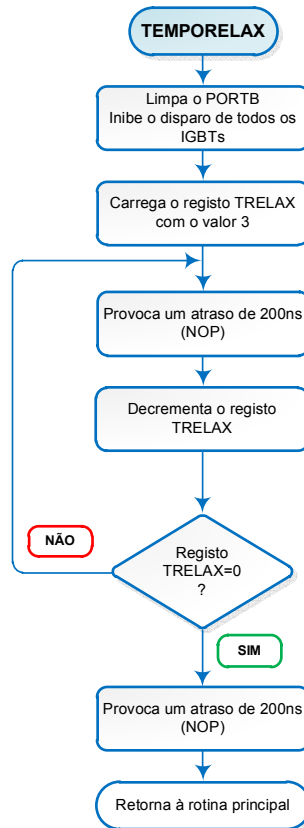 TEMPORELAX
Limpa o PORTB
Inibe o disparo de todos os
IGBTs
Carrega o registo TRELAX
com o valor 3
Provoca um atraso de 200ns
(NOP)
Decrementa o registo
TRELAX
NÃO
Registo
TRELAX=0
?
SIM
Provoca um atraso de 200ns
(NOP)
Retorna à rotina principal